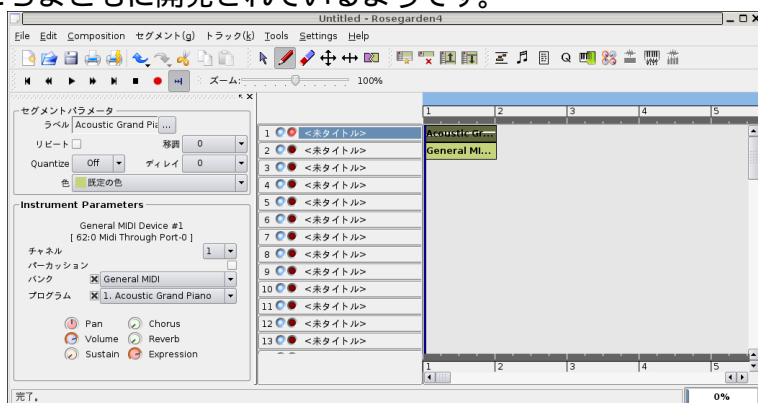 ちまともに開発されているようです。
Untitled - Rosegarden4
File Edit Composition セグメント(g) トラック(k) Tools Settings Help
ズーム: 100%
セグメントパラメータ
ラベル Acoustic Grand Pia ...
リピート 移調 0
Quantize Off ディレイ 0
色 既定の色
Instrument Parameters
General MIDI Device #1
[ 62:0 Midi Through Port-0 ]
チャネル 1
パーカッション
バンク General MIDI
プログラム 1. Acoustic Grand Piano
Pan Chorus
Volume Reverb
Sustain Expression
1 2 3 4 5
1 <未タイトル> Acoustic Gr...
2 <未タイトル> General MI...
3 <未タイトル>
4 <未タイトル>
5 <未タイトル>
6 <未タイトル>
7 <未タイトル>
8 <未タイトル>
9 <未タイトル>
10 <未タイトル>
11 <未タイトル>
12 <未タイトル>
13 <未タイトル>
1 2 3 4 5
完了。 0%